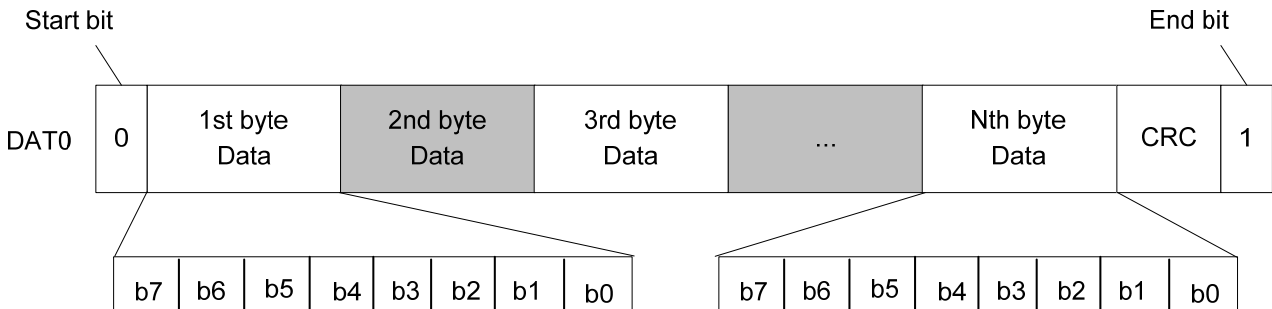 Start bit
End bit
DAT0
0
1st byte
Data
2nd byte
Data
3rd byte
Data
...
Nth byte
Data
CRC
1
b7 b6 b5 b4 b3 b2 b1 b0
b7 b6 b5 b4 b3 b2 b1 b0